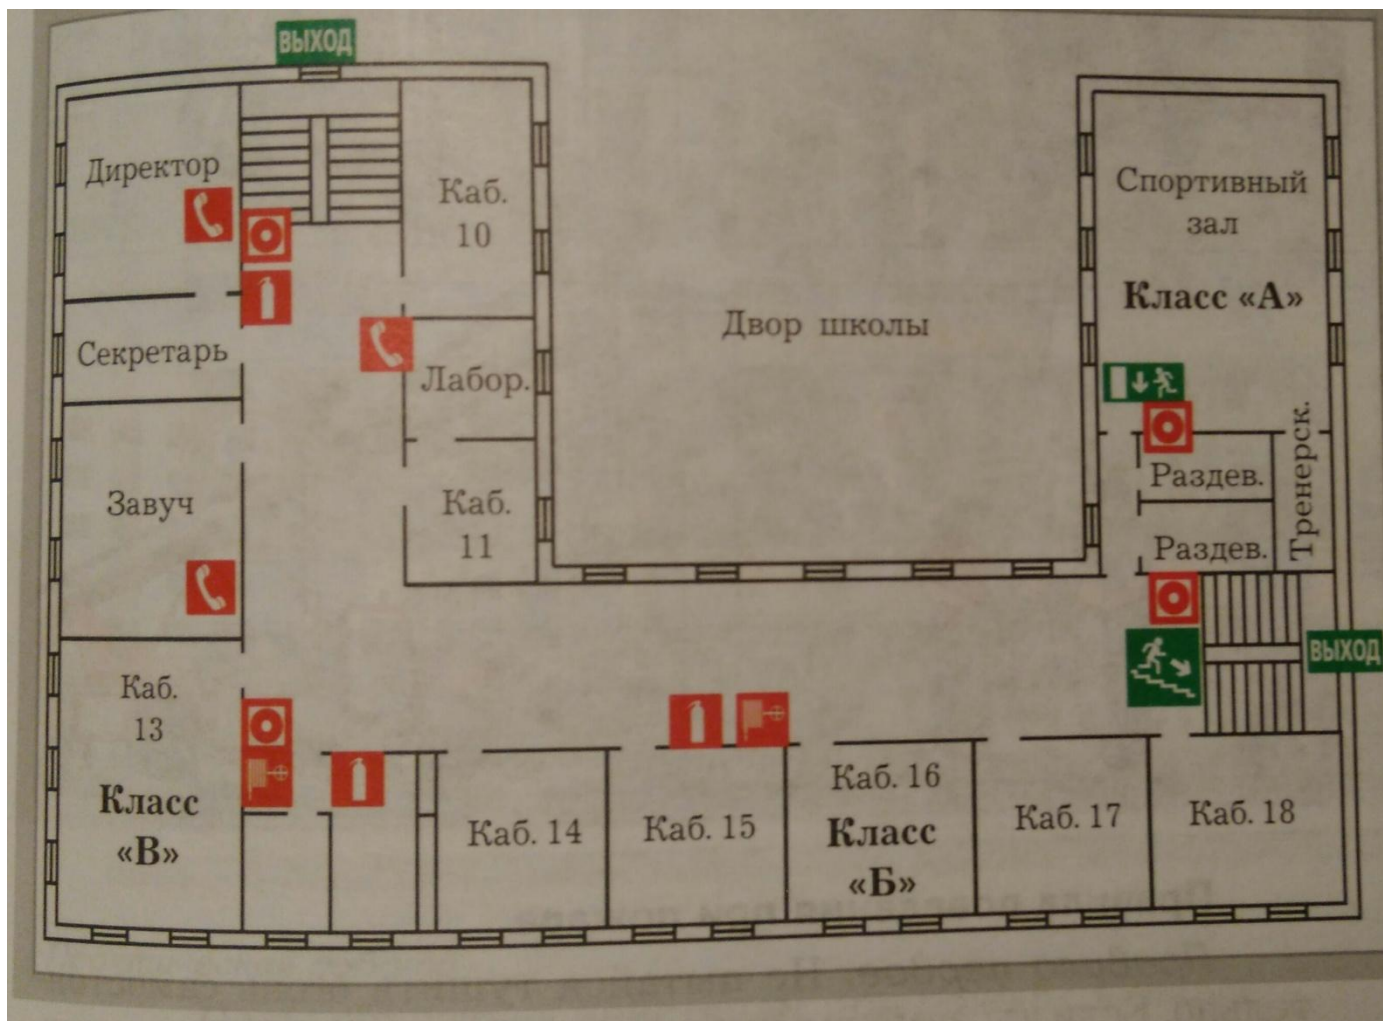 ВЫХОД
Директор
Каб.
10
Спортивный
зал
Класс «А»
Двор школы
Секретарь
Лабор.
Завуч
Каб.
11
Раздев.
Раздев.
Тренерск.
ВЫХОД
Каб.
13
Класс
«В»
Каб. 14
Каб. 15
Каб. 16
Класс
«Б»
Каб. 17
Каб. 18